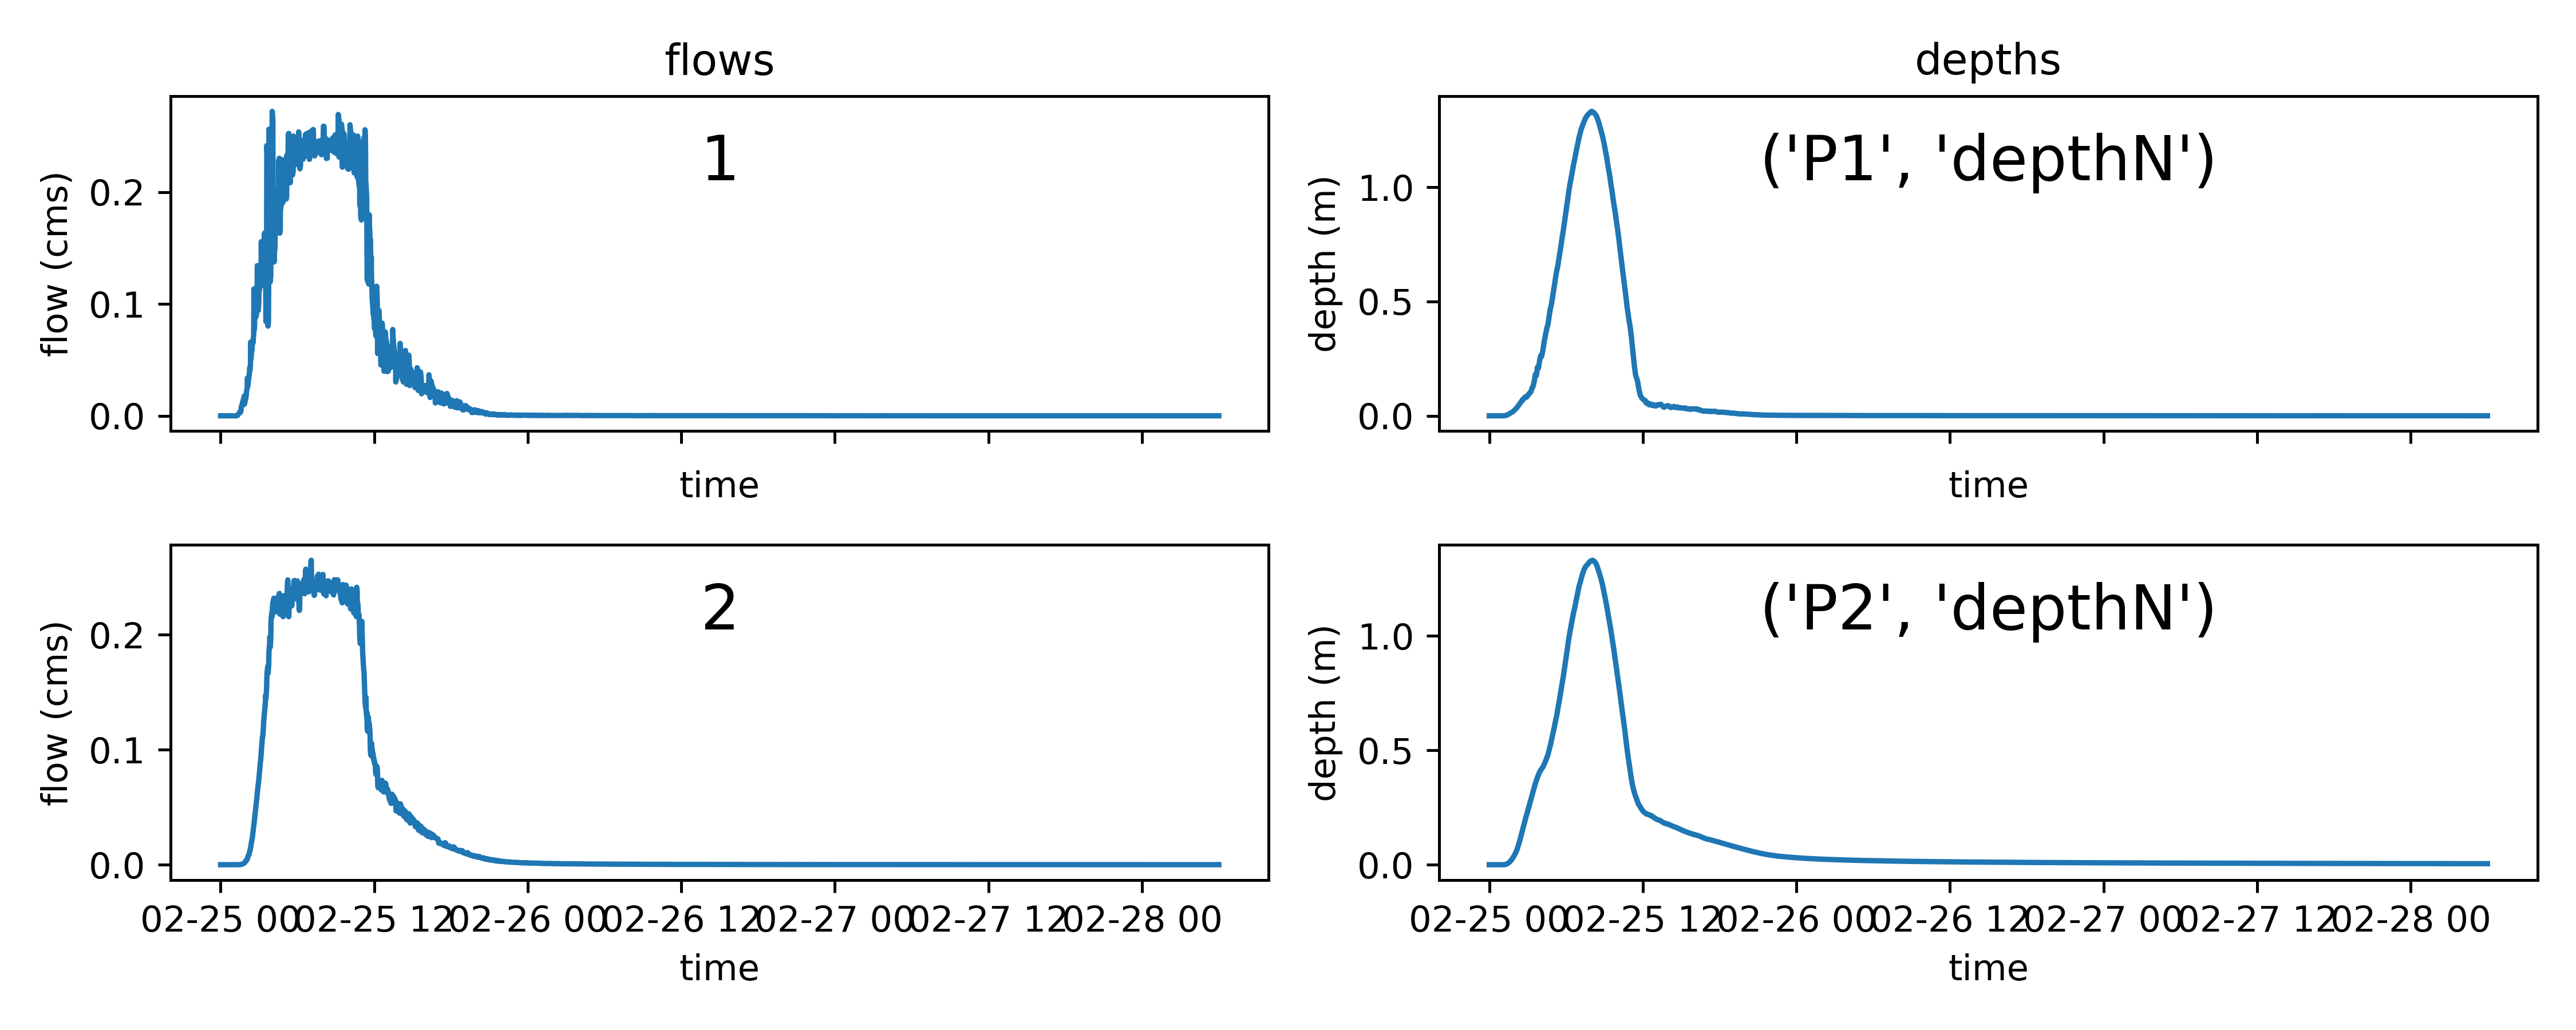 flows
depths
1
('P1', 'depthN')
flow (cms)
0.2
0.1
0.0
time
depth (m)
1.0
0.5
0.0
time
2
('P2', 'depthN')
flow (cms)
0.2
0.1
0.0
02-25 00 02-25 12 02-26 00 02-26 12 02-27 00 02-27 12 02-28 00
time
depth (m)
1.0
0.5
0.0
02-25 00 02-25 12 02-26 00 02-26 12 02-27 00 02-27 12 02-28 00
time